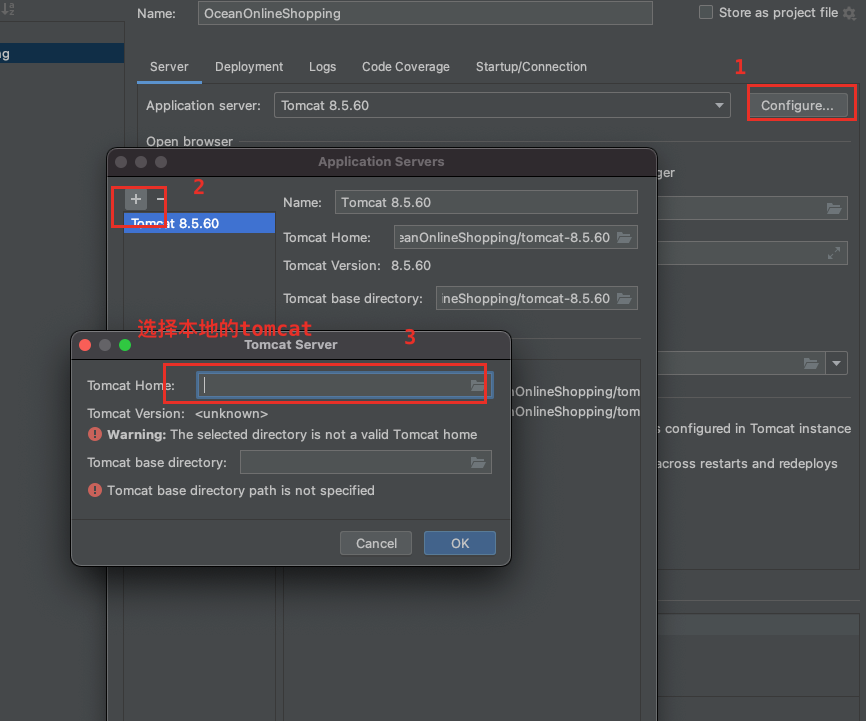 Name: OceanOnlineShopping Store as project file
ng
Server Deployment Logs Code Coverage Startup/Connection
1
Application server: Tomcat 8.5.60 Configure...
Open browser
Application Servers
ger
2
Name: Tomcat 8.5.60
Tomcat 8.5.60
Tomcat Home: eanOnlineShopping/tomcat-8.5.60
Tomcat Version: 8.5.60
Tomcat base directory: ineShopping/tomcat-8.5.60
选择本地的tomcat
3
Tomcat Server
Tomcat Home:
Tomcat Version: <unknown>
Warning: The selected directory is not a valid Tomcat home
Tomcat base directory:
Tomcat base directory path is not specified
Cancel OK
anOnlineShopping/tom
anOnlineShopping/tom
s configured in Tomcat instance
across restarts and redeploys